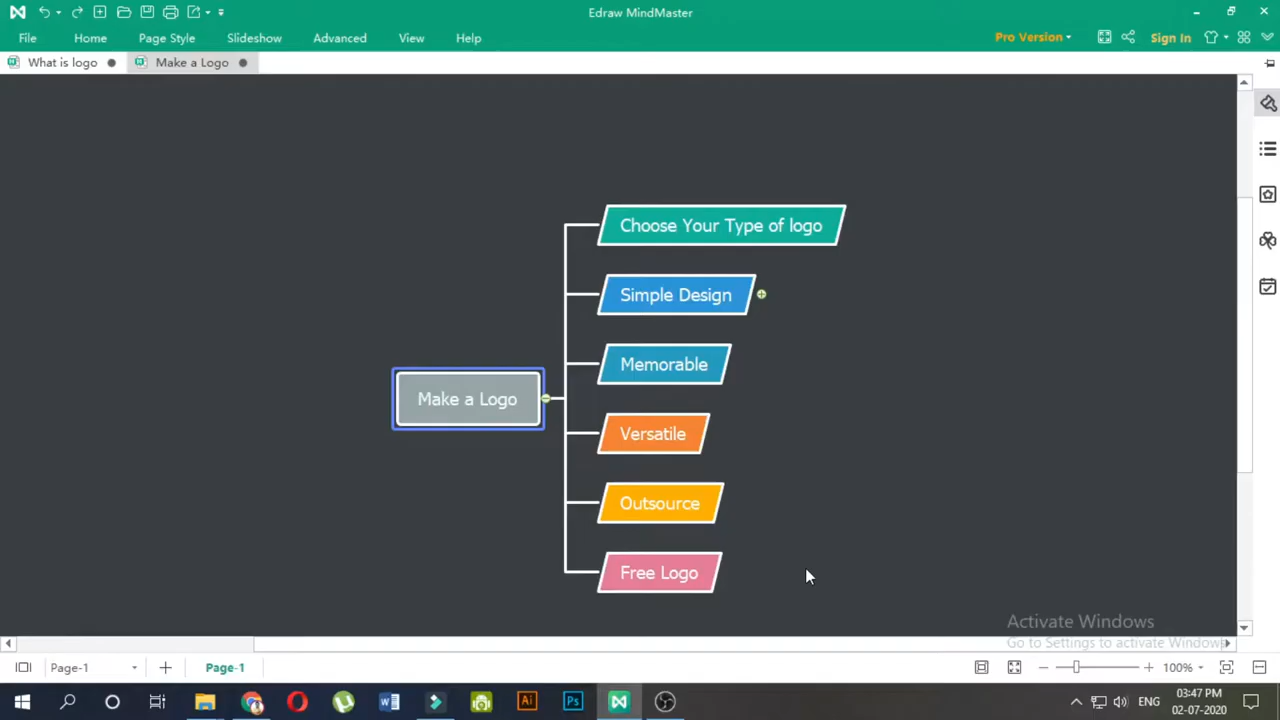 Edraw MindMaster
File Home Page Style Slideshow Advanced View Help Pro Version Sign In
What is logo Make a Logo
Choose Your Type of logo
Simple Design
Memorable
Make a Logo
Versatile
Outsource
Free Logo
Activate Windows
Go to Settings to activate Windows
Page-1 Page-1 100%
Ai Ps ENG 03:47 PM
02-07-2020